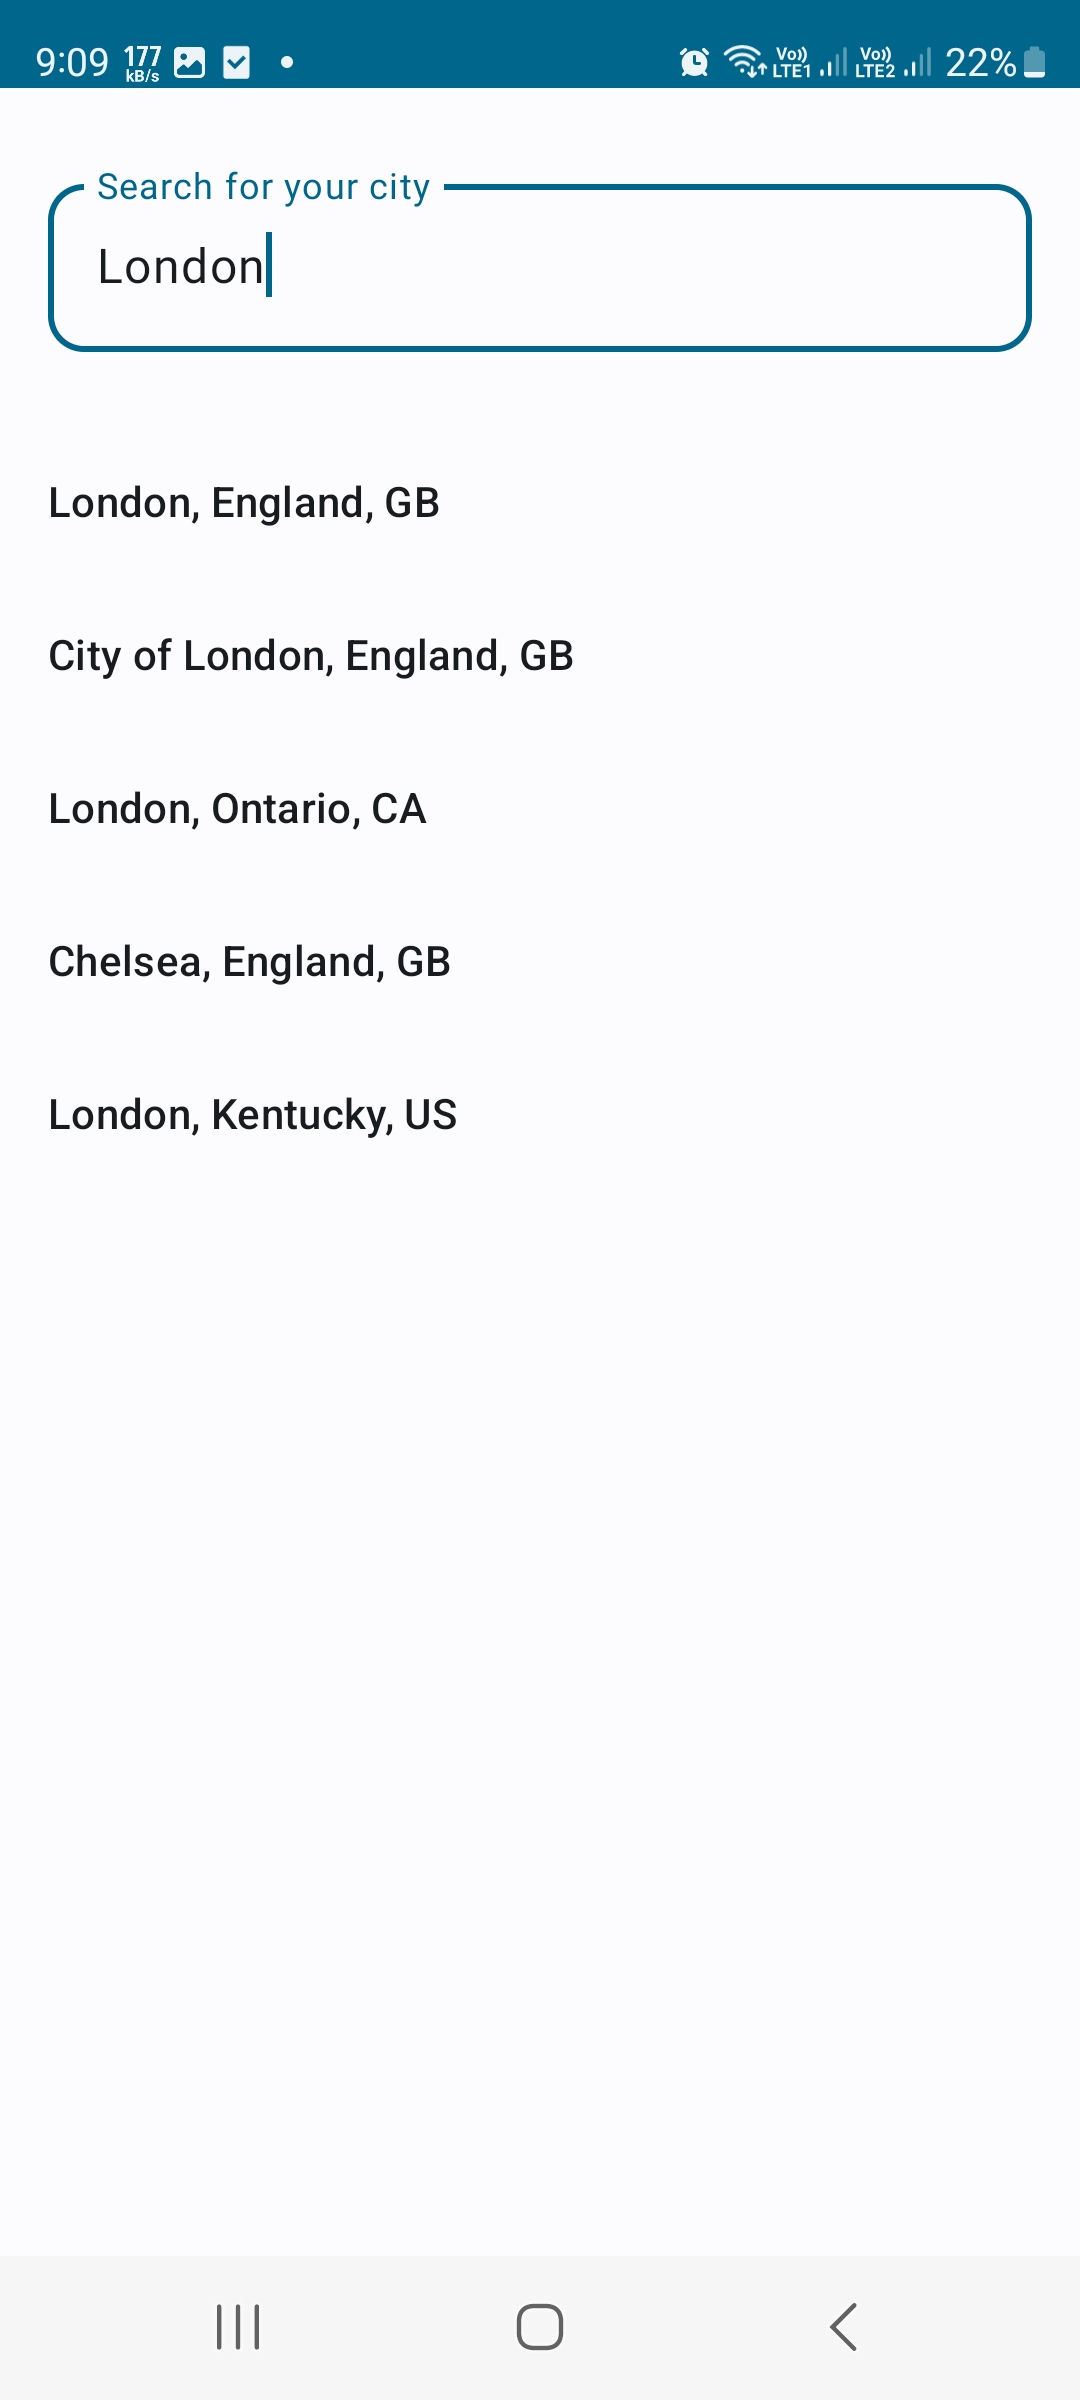 9:09 177 kB/s Vo)) LTE1 Vo)) LTE2 22%
Search for your city
London
London, England, GB
City of London, England, GB
London, Ontario, CA
Chelsea, England, GB
London, Kentucky, US